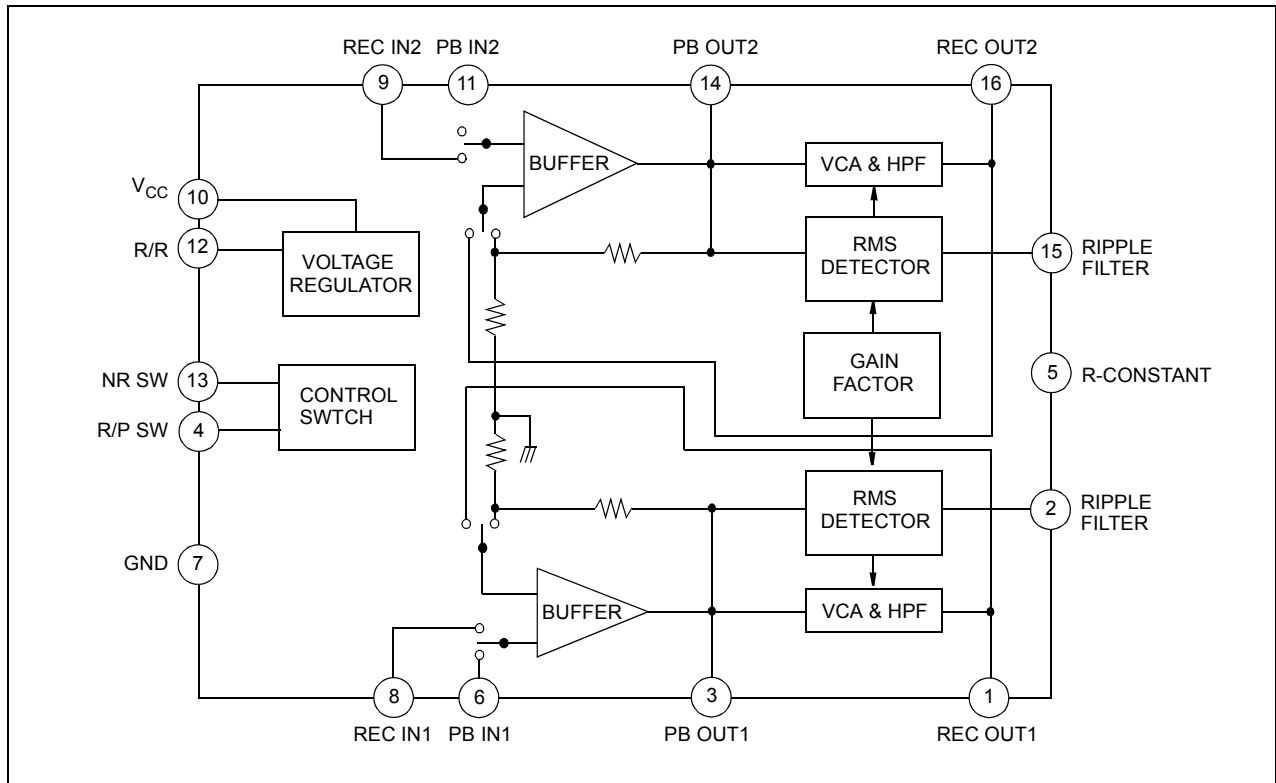 REC IN2 PB IN2 PB OUT2 REC OUT2
9 11 14 16
BUFFER
VCA & HPF
VCC
10
R/R 12
VOLTAGE
REGULATOR
RMS
DETECTOR
15 RIPPLE
FILTER
NR SW 13
R/P SW 4
CONTROL
SWTCH
GAIN
FACTOR
5 R-CONSTANT
RMS
DETECTOR
2 RIPPLE
FILTER
GND 7
BUFFER
VCA & HPF
8 6 3 1
REC IN1 PB IN1 PB OUT1 REC OUT1